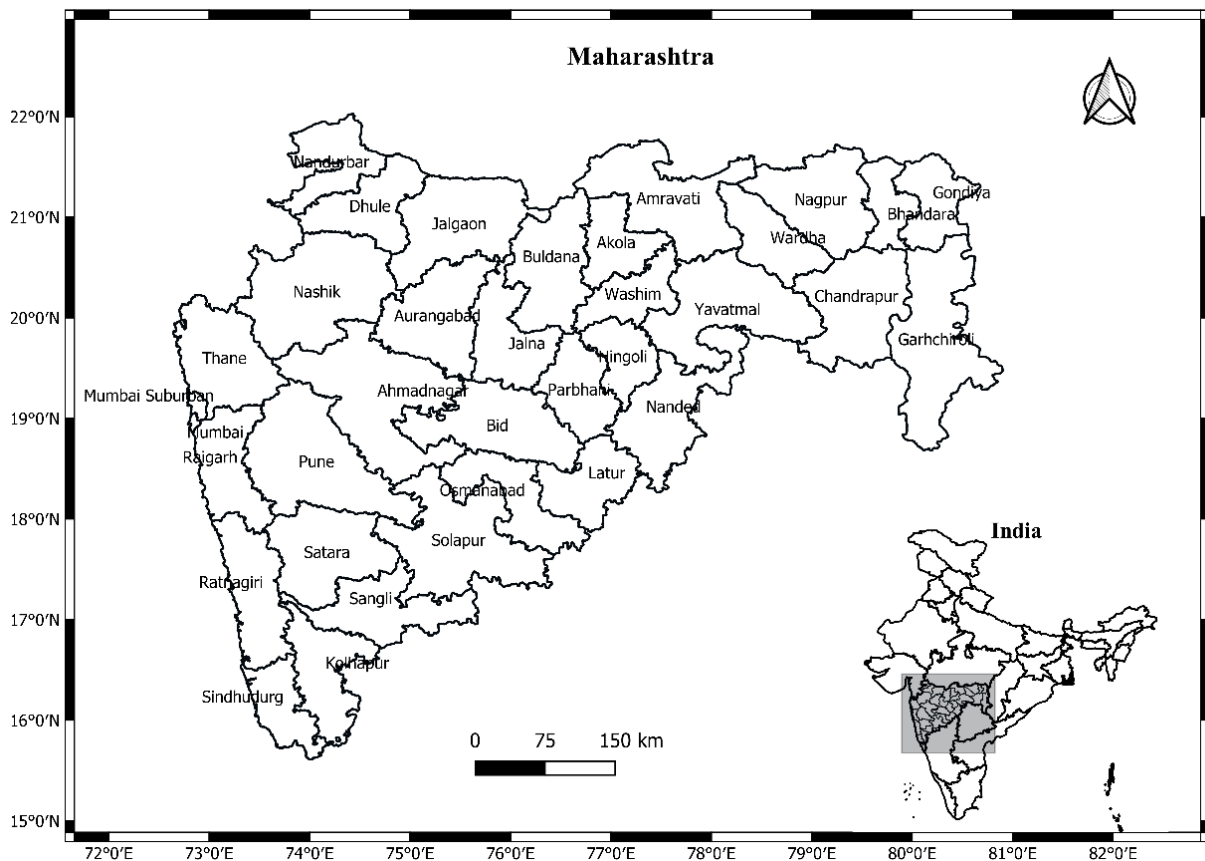 Maharashtra
22°0'N
21°0'N
20°0'N
19°0'N
18°0'N
17°0'N
16°0'N
15°0'N
Nandurbar
Dhule
Jalgaon
Amravati
Nagpur
Gondiya
Bhandara
Akola
Wardha
Buldana
Nashik
Washim
Chandrapur
Aurangabad
Yavatmal
Jalna
Garhchiroli
Thane
Hingoli
Ahmadnagar
Parbhani
Mumbai Suburban
Nanded
Bid
Mumbai
Raigarh
Pune
Latur
Osmanabad
Solapur
Satara
Ratnagiri
Sangli
Kolhapur
Sindhudurg
India
0 75 150 km
72°0'E 73°0'E 74°0'E 75°0'E 76°0'E 77°0'E 78°0'E 79°0'E 80°0'E 81°0'E 82°0'E